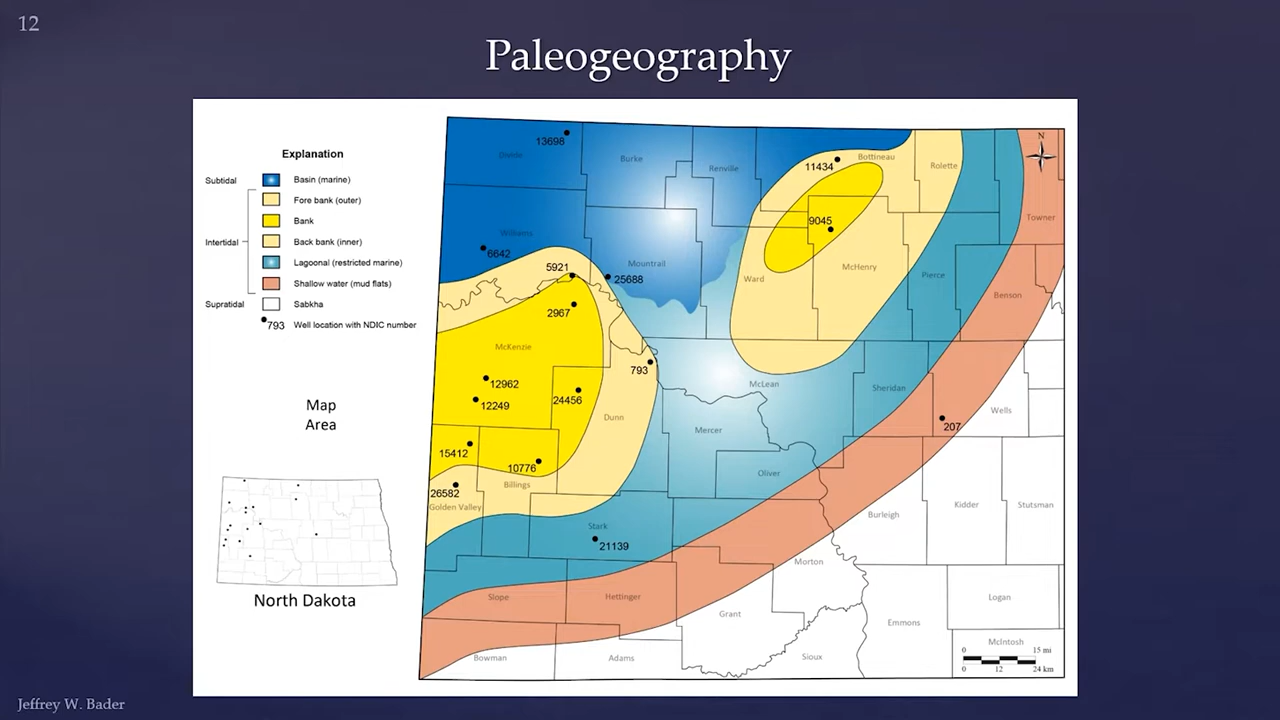 12
Paleogeography
Explanation
Subtidal
Basin (marine)
Fore bank (outer)
Bank
Intertidal
Back bank (inner)
Lagoonal (restricted marine)
Shallow water (mud flats)
Supratidal
Sabkha
793
Well location with NDIC number
Map
Area
North Dakota
N
13698
Divide
Burke
Renville
11434
Bottineau
Rolette
Towner
Williams
6642
9045
5921
25688
Mountrail
Ward
McHenry
Pierce
Benson
2967
McKenzie
793
12962
12249
24456
Dunn
McLean
Sheridan
Wells
207
Mercer
15412
10776
Oliver
26582
Billings
Golden Valley
Stark
21139
Burleigh
Kidder
Stutsman
Morton
Slope
Hettinger
Grant
Logan
Emmons
McIntosh
Bowman
Adams
Sioux
0
15 mi
0
12
24 km
Jeffrey W. Bader